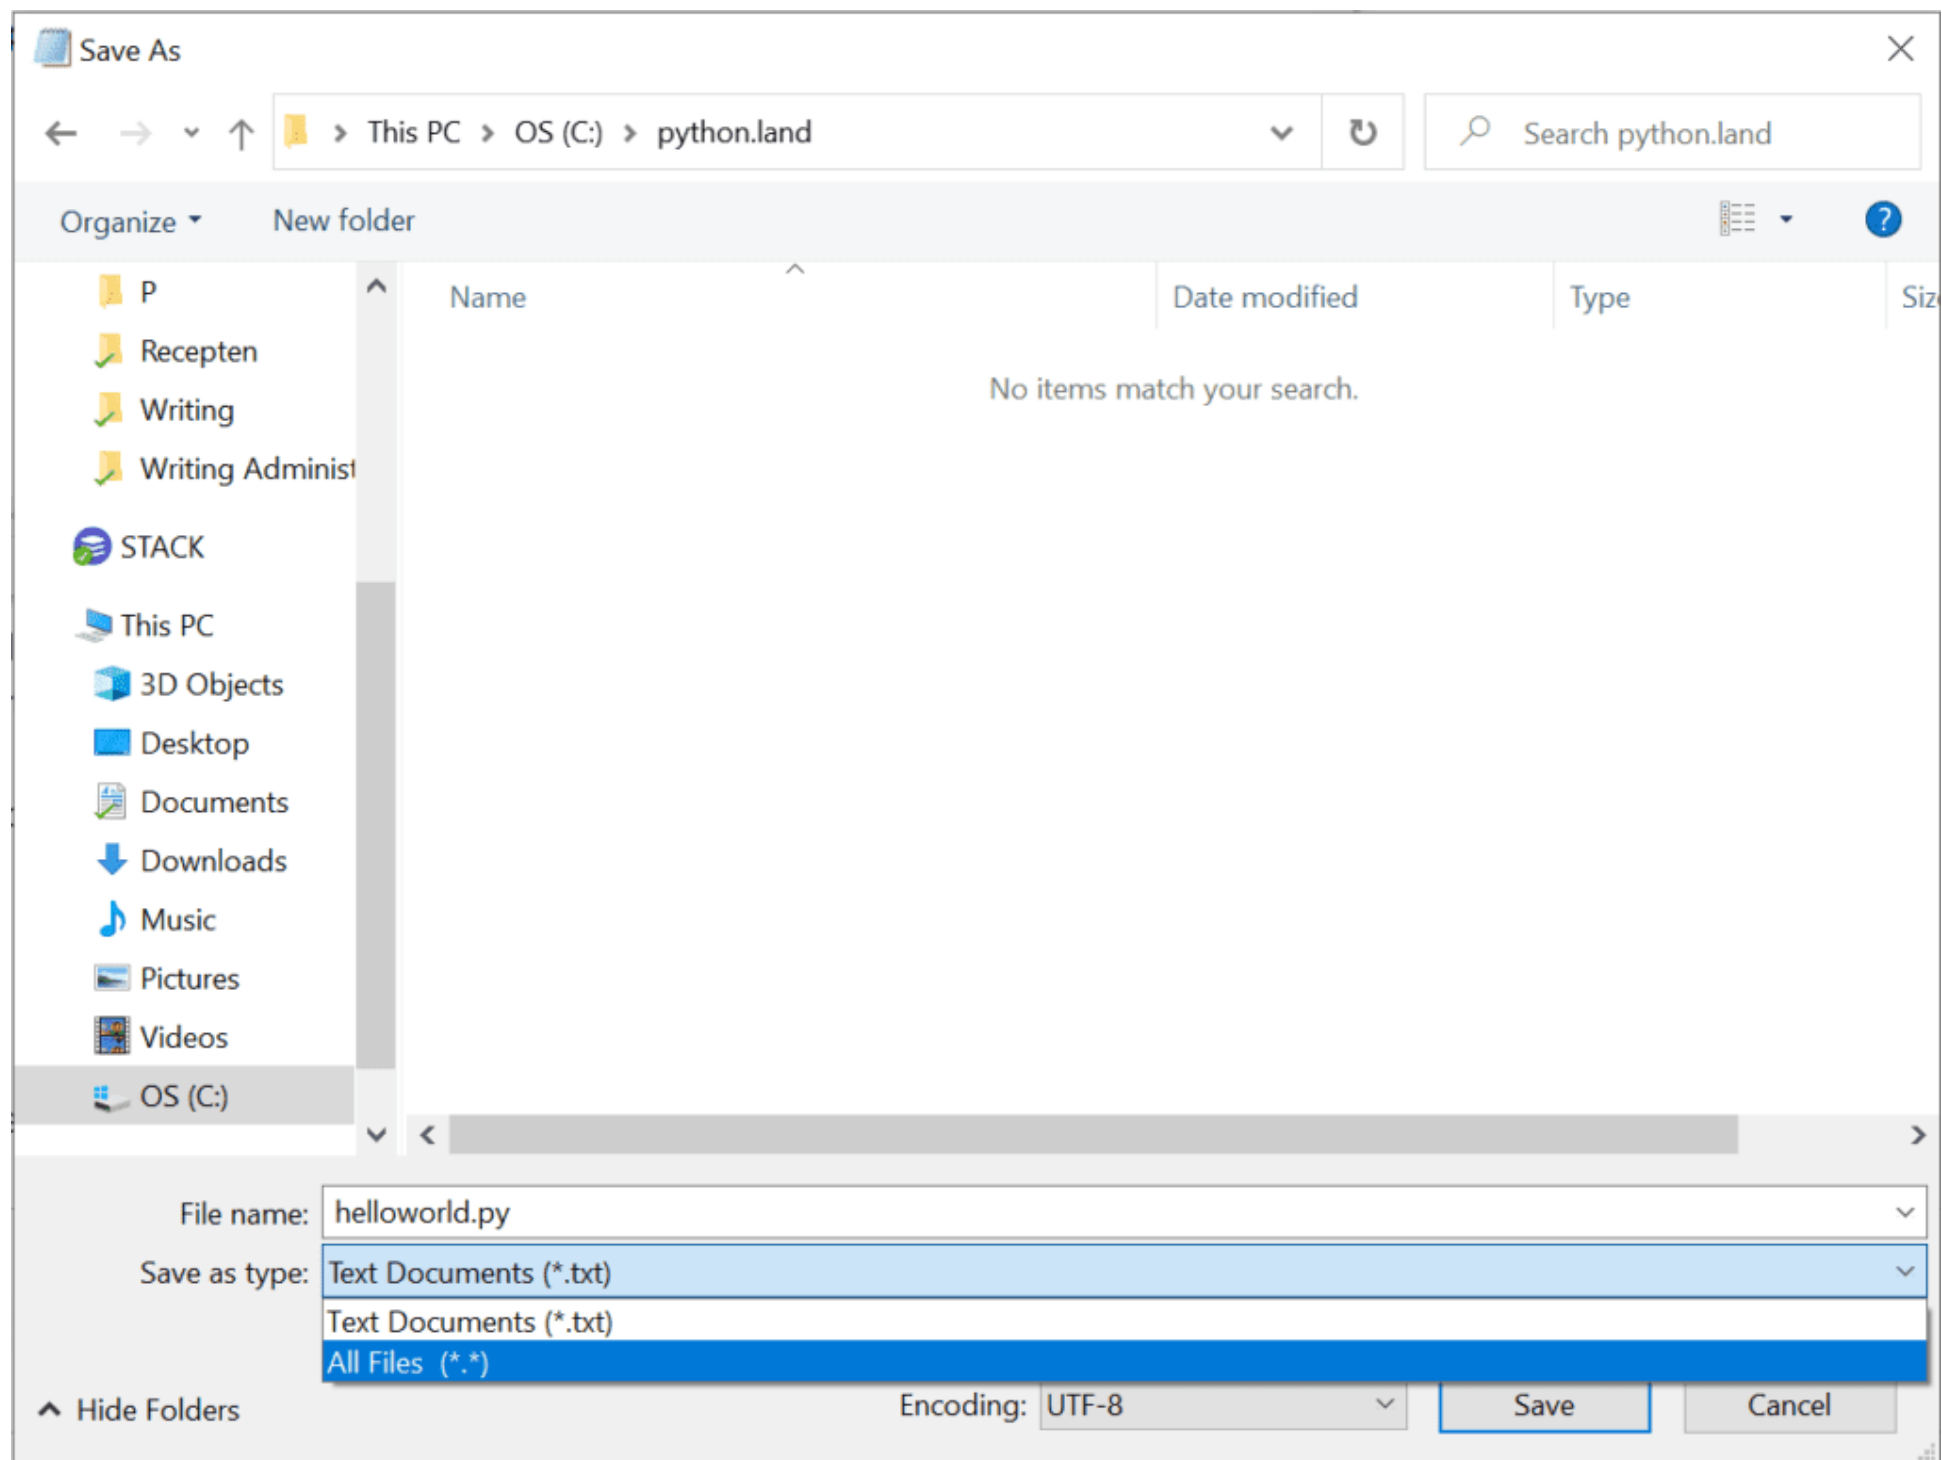 Save As
This PC > OS (C:) > python.land
Search python.land
Organize
New folder
?
P
Recepten
Writing
Writing Administ
STACK
This PC
3D Objects
Desktop
Documents
Downloads
Music
Pictures
Videos
OS (C:)
Name
Date modified
Type
Siz
No items match your search.
File name: helloworld.py
Save as type: Text Documents (*.txt)
Text Documents (*.txt)
All Files (*.*)
Hide Folders
Encoding: UTF-8
Save
Cancel